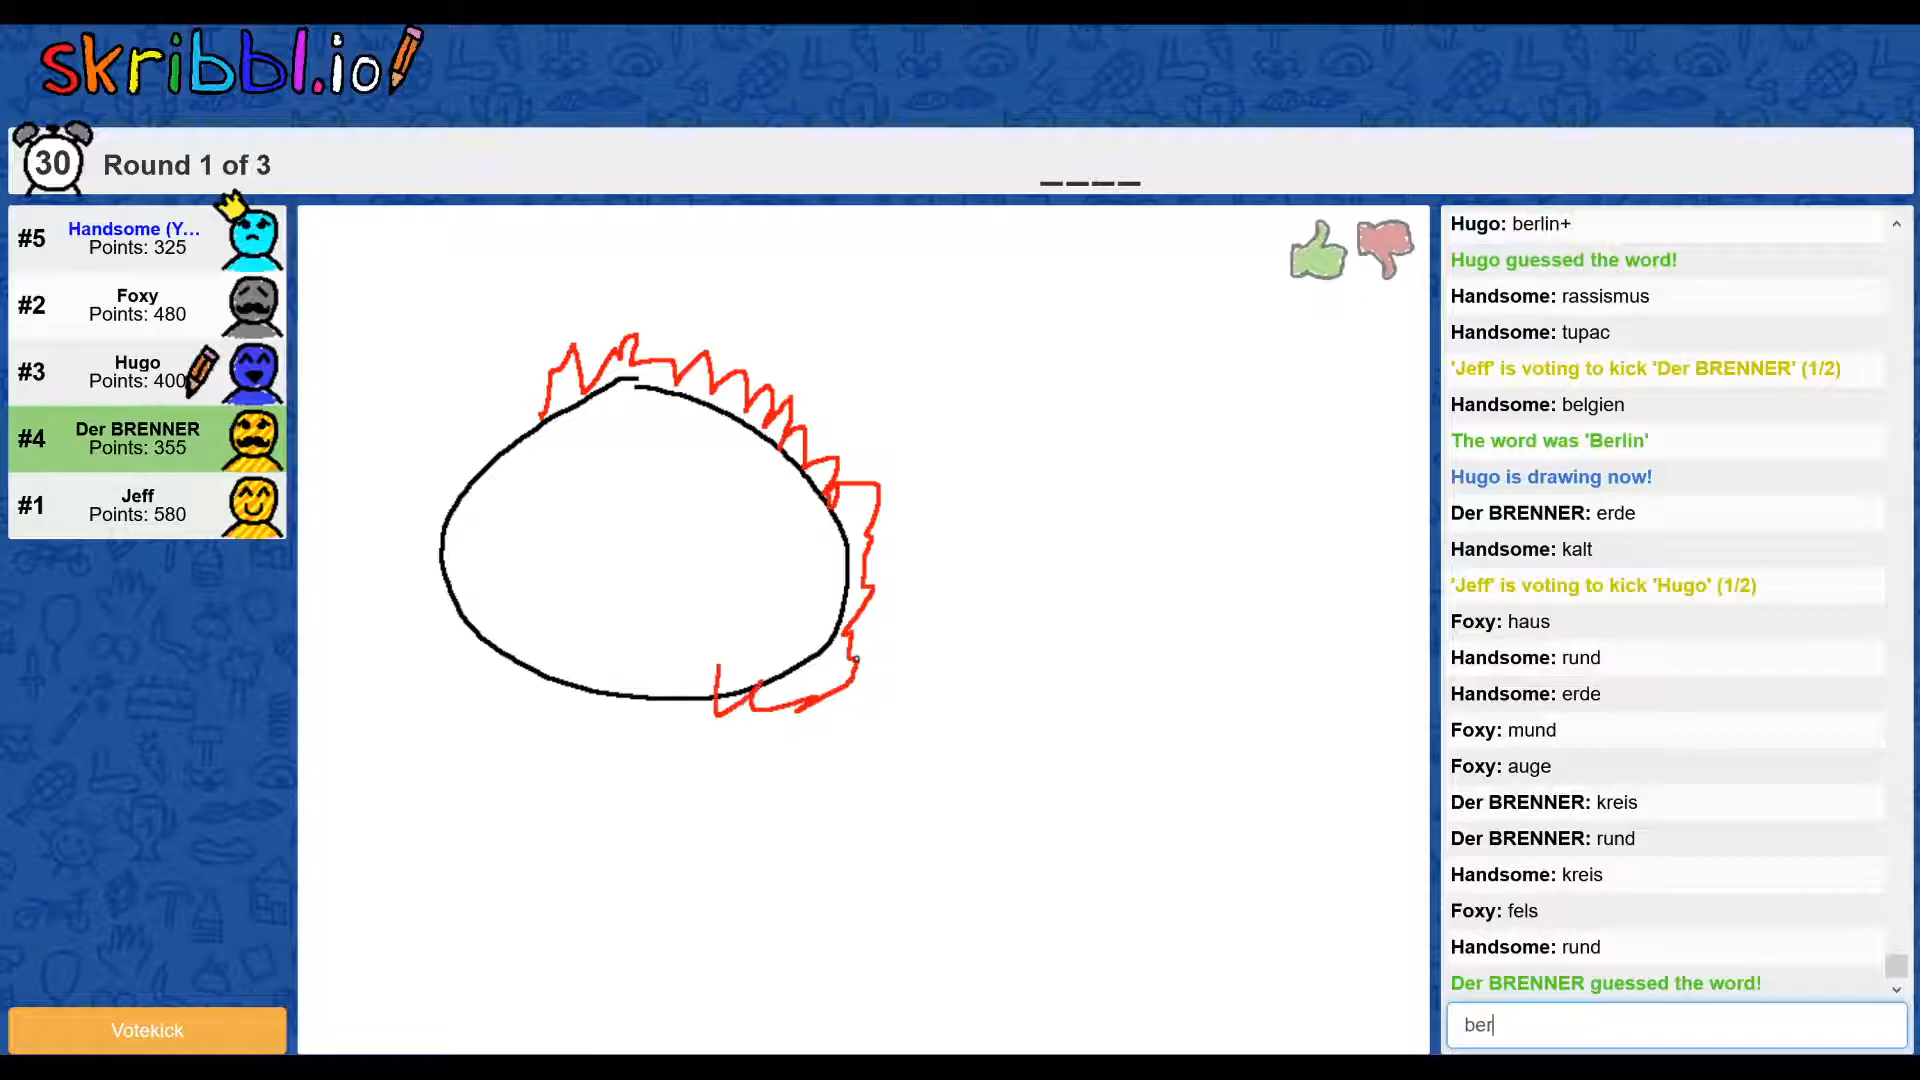 skribbl.io
30
Round 1 of 3
____
#5
Handsome (Y...
Points: 325
#2
Foxy
Points: 480
#3
Hugo
Points: 400
#4
Der BRENNER
Points: 355
#1
Jeff
Points: 580
Votekick
Hugo: berlin+
Hugo guessed the word!
Handsome: rassismus
Handsome: tupac
'Jeff' is voting to kick 'Der BRENNER' (1/2)
Handsome: belgien
The word was 'Berlin'
Hugo is drawing now!
Der BRENNER: erde
Handsome: kalt
'Jeff' is voting to kick 'Hugo' (1/2)
Foxy: haus
Handsome: rund
Handsome: erde
Foxy: mund
Foxy: auge
Der BRENNER: kreis
Der BRENNER: rund
Handsome: kreis
Foxy: fels
Handsome: rund
Der BRENNER guessed the word!
ber